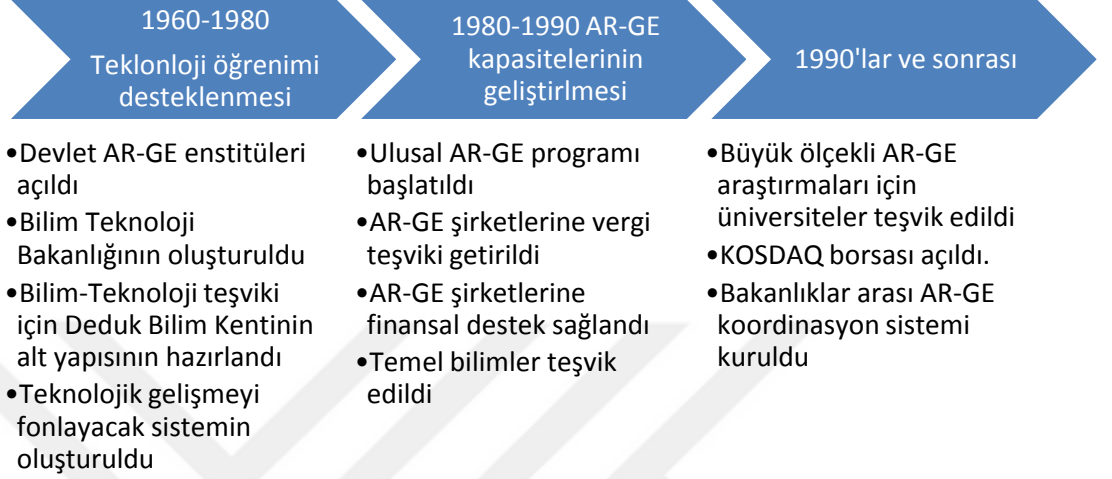 1960-1980
Teklonloji öğrenimi
desteklenmesi
•Devlet AR-GE enstitüleri
açıldı
•Bilim Teknoloji
Bakanlığının oluşturuldu
•Bilim-Teknoloji teşviki
için Deduk Bilim Kentinin
alt yapısının hazırlandı
•Teknolojik gelişmeyi
fonlayacak sistemin
oluşturuldu
1980-1990 AR-GE
kapasitelerinin
geliştirlmesi
•Ulusal AR-GE programı
başlatıldı
•AR-GE şirketlerine vergi
teşviki getirildi
•AR-GE şirketlerine
finansal destek sağlandı
•Temel bilimler teşvik
edildi
1990'lar ve sonrası
•Büyük ölçekli AR-GE
araştırmaları için
üniversiteler teşvik edildi
•KOSDAQ borsası açıldı.
•Bakanlıklar arası AR-GE
koordinasyon sistemi
kuruldu